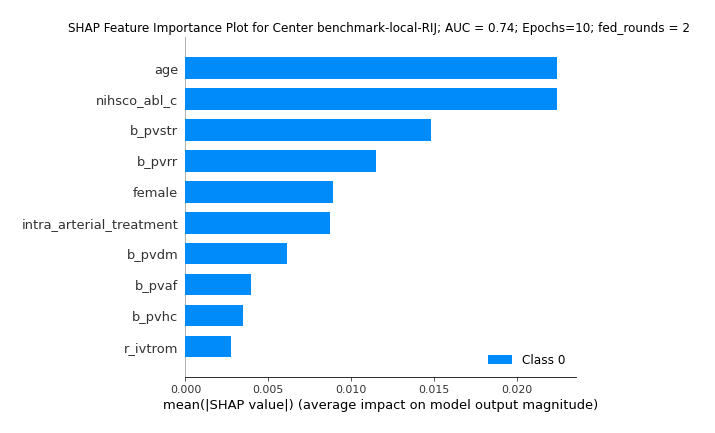 SHAP Feature Importance Plot for Center benchmark-local-RIJ; AUC = 0.74; Epochs=10; fed_rounds = 2
age
nihsco_abl_c
b_pvstr
b_pvrr
female
intra_arterial_treatment
b_pvdm
b_pvaf
b_pvhc
r_ivtrom
Class 0
0.000 0.005 0.010 0.015 0.020
mean(|SHAP value|) (average impact on model output magnitude)